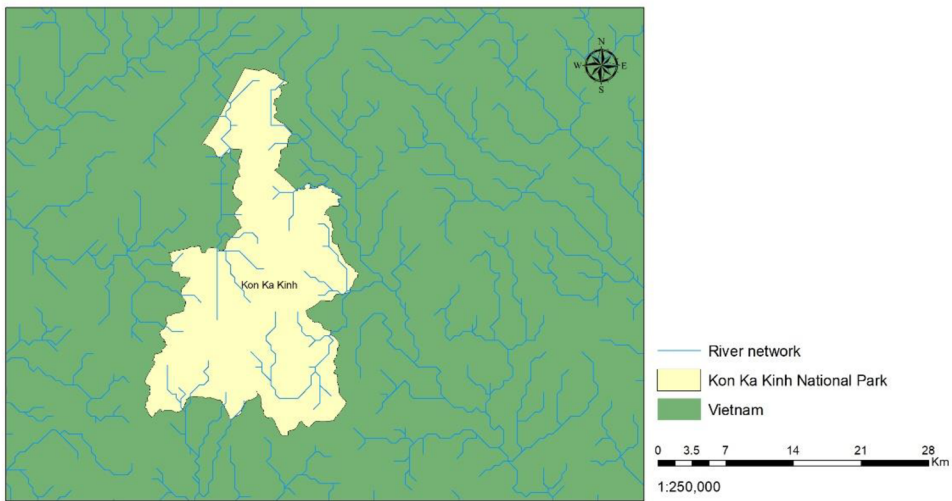 N
W E
S
Kon Ka Kinh
River network
Kon Ka Kinh National Park
Vietnam
0 3.5 7 14 21 28
Km
1:250,000